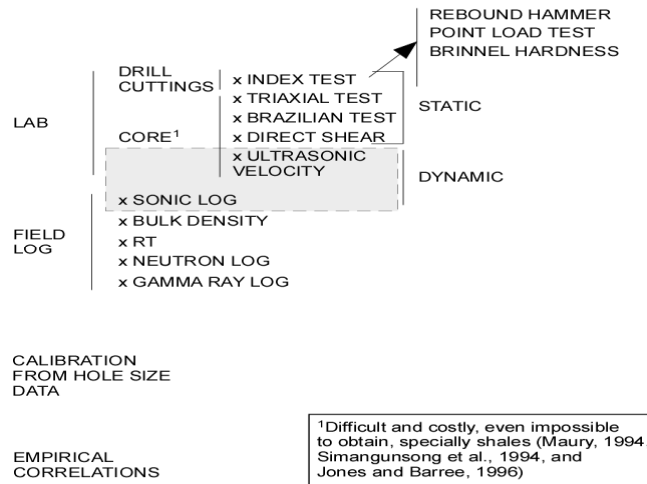 REBOUND HAMMER
POINT LOAD TEST
BRINNEL HARDNESS
DRILL
CUTTINGS
x INDEX TEST
x TRIAXIAL TEST
x BRAZILIAN TEST
x DIRECT SHEAR
x ULTRASONIC
VELOCITY
STATIC
DYNAMIC
LAB
CORE¹
x SONIC LOG
x BULK DENSITY
x RT
x NEUTRON LOG
x GAMMA RAY LOG
FIELD
LOG
CALIBRATION
FROM HOLE SIZE
DATA
EMPIRICAL
CORRELATIONS
¹Difficult and costly, even impossible
to obtain, specially shales (Maury, 1994,
Simangunsong et al., 1994, and
Jones and Barree, 1996)